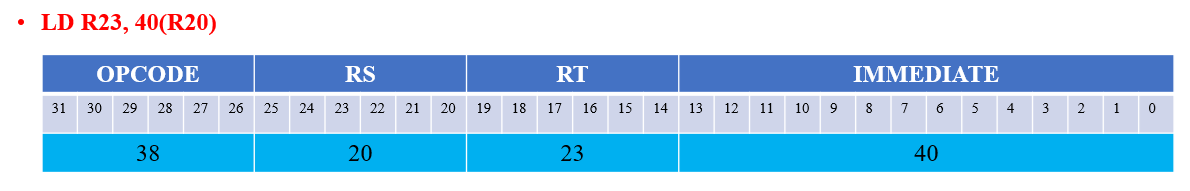 • LD R23, 40(R20)
OPCODE RS RT IMMEDIATE
31 30 29 28 27 26 25 24 23 22 21 20 19 18 17 16 15 14 13 12 11 10 9 8 7 6 5 4 3 2 1 0
38 20 23 40